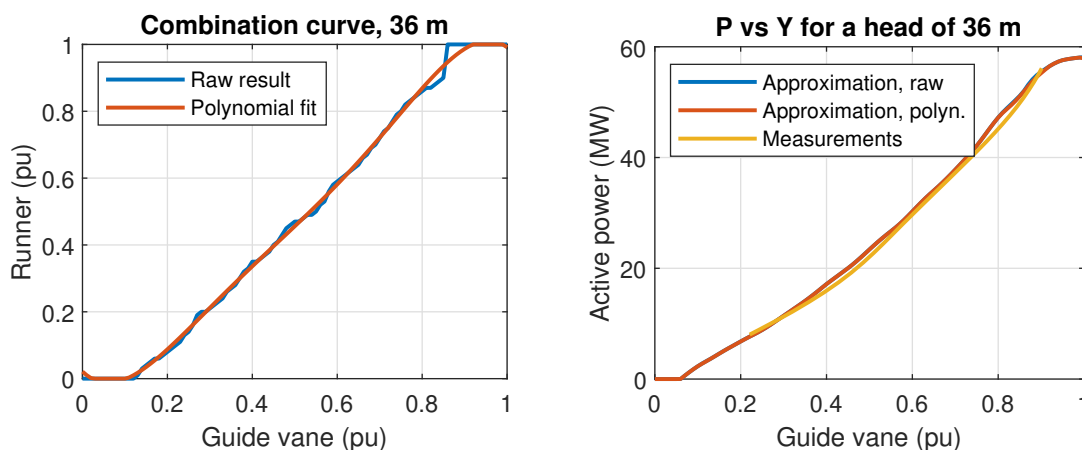 Combination curve, 36 m
Raw result
Polynomial fit
Runner (pu)
1
0.8
0.6
0.4
0.2
0
0 0.2 0.4 0.6 0.8 1
Guide vane (pu)
P vs Y for a head of 36 m
Approximation, raw
Approximation, polyn.
Measurements
Active power (MW)
60
40
20
0
0 0.2 0.4 0.6 0.8 1
Guide vane (pu)